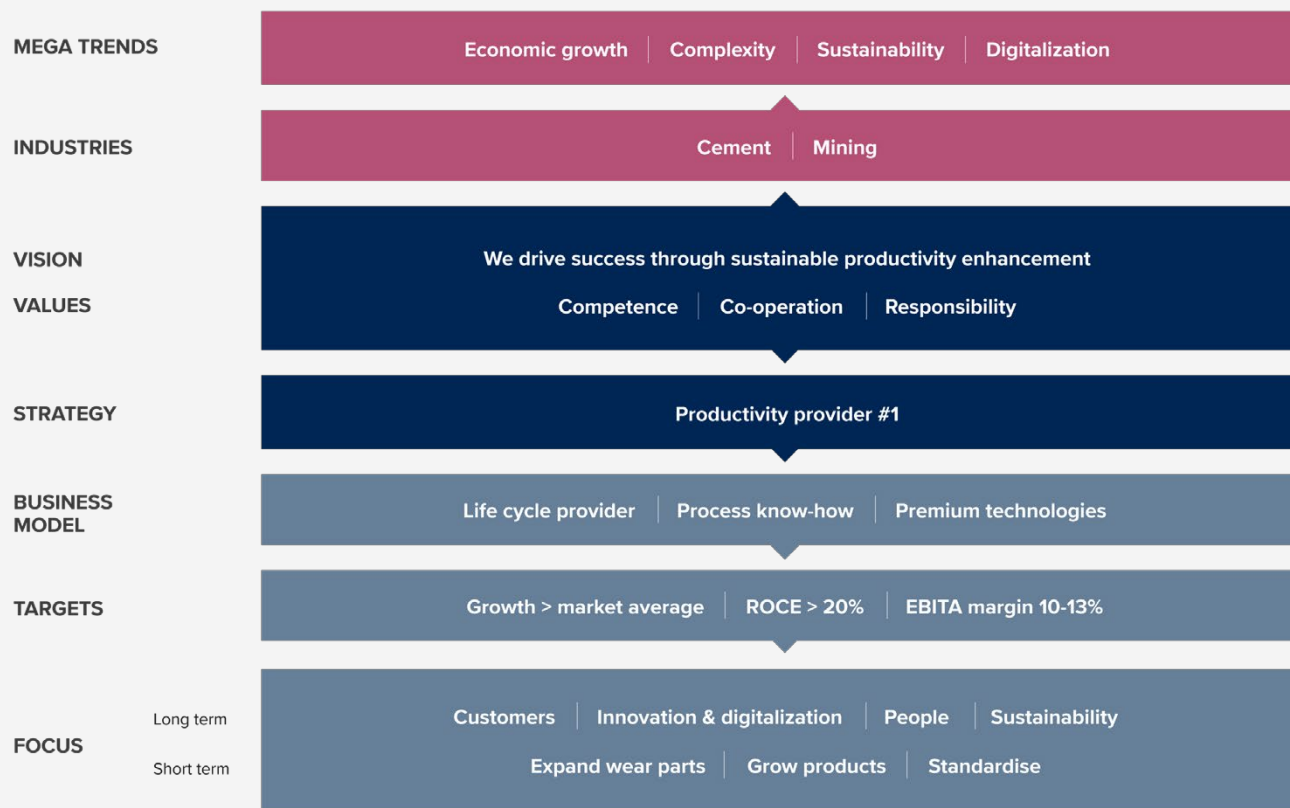 MEGA TRENDS
Economic growth | Complexity | Sustainability | Digitalization
INDUSTRIES
Cement | Mining
VISION
We drive success through sustainable productivity enhancement
VALUES
Competence | Co-operation | Responsibility
STRATEGY
Productivity provider #1
BUSINESS
MODEL
Life cycle provider | Process know-how | Premium technologies
TARGETS
Growth > market average | ROCE > 20% | EBITA margin 10-13%
FOCUS
Long term
Customers | Innovation & digitalization | People | Sustainability
Short term
Expand wear parts | Grow products | Standardise